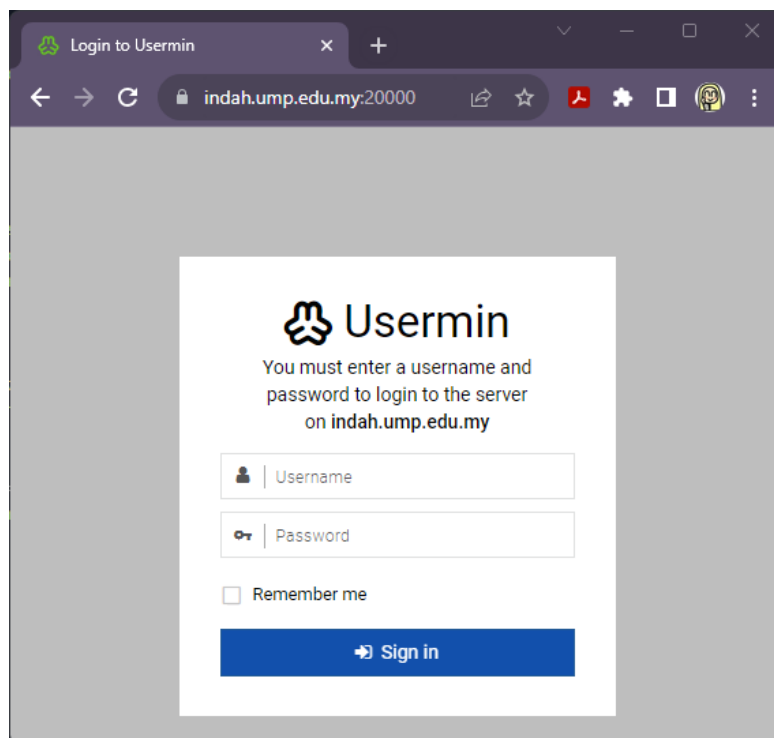 Login to Usermin
indah.ump.edu.my:20000
Usermin
You must enter a username and
password to login to the server
on indah.ump.edu.my
Username
Password
Remember me
Sign in